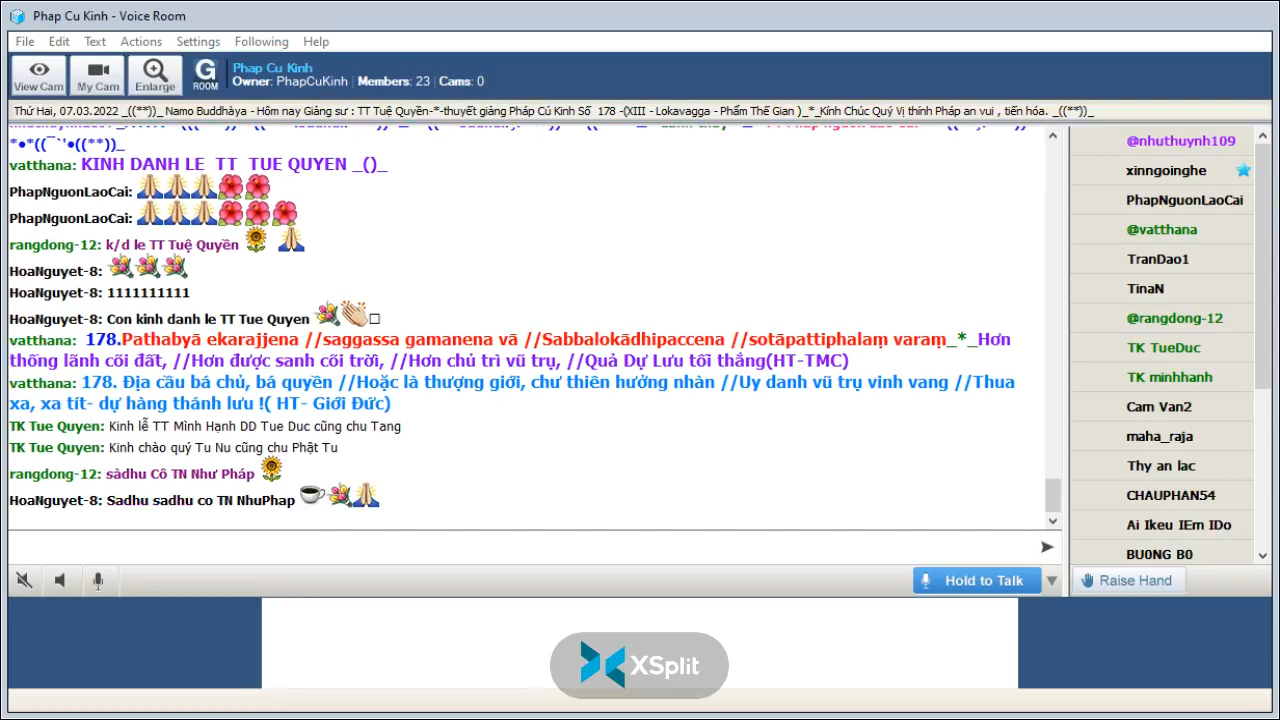 Phap Cu Kinh - Voice Room
File Edit Text Actions Settings Following Help
View Cam My Cam Enlarge G ROOM
Phap Cu Kinh
Owner: PhapCuKinh | Members: 23 | Cams: 0
Thứ Hai, 07.03.2022 _((**))_ Namo Buddhàya - Hôm nay Giảng sư : TT Tuệ Quyền-*-thuyết giảng Pháp Cú Kinh Số 178 -(XIII - Lokavagga - Phẩm Thế Gian )_*_Kính Chúc Quý Vị thính Pháp an vui , tiến hóa. _((**))_
*●*((¯`'●((**))_
vatthana: KINH DANH LE TT TUE QUYEN _()_
PhapNguonLaoCai:
PhapNguonLaoCai:
rangdong-12: k/d le TT Tuệ Quyền
HoaNguyet-8:
HoaNguyet-8: 1111111111
HoaNguyet-8: Con kinh danh le TT Tue Quyen
vatthana: 178.Pathabyā ekarajjena //saggassa gamanena vā //Sabbalokādhipaccena //sotāpattiphalaṃ varaṃ_*_Hơn
thống lãnh cõi đất, //Hơn được sanh cõi trời, //Hơn chủ trì vũ trụ, //Quả Dự Lưu tối thắng(HT-TMC)
vatthana: 178. Địa cầu bá chủ, bá quyền //Hoặc là thượng giới, chư thiên hưởng nhàn //Uy danh vũ trụ vinh vang //Thua
xa, xa tít- dự hàng thánh lưu !( HT- Giới Đức)
TK Tue Quyen: Kinh lễ TT Minh Hạnh DD Tue Duc cũng chu Tang
TK Tue Quyen: Kinh chào quý Tu Nu cũng chu Phật Tu
rangdong-12: sàdhu Cô TN Như Pháp
HoaNguyet-8: Sadhu sadhu co TN NhuPhap
@nhuthuynh109
xinngoinghe
PhapNguonLaoCai
@vatthana
TranDao1
TinaN
@rangdong-12
TK TueDuc
TK minhhanh
Cam Van2
maha_raja
Thy an lac
CHAUPHAN54
Ai Ikeu IEm IDo
BU0NG B0
Hold to Talk
Raise Hand
XSplit